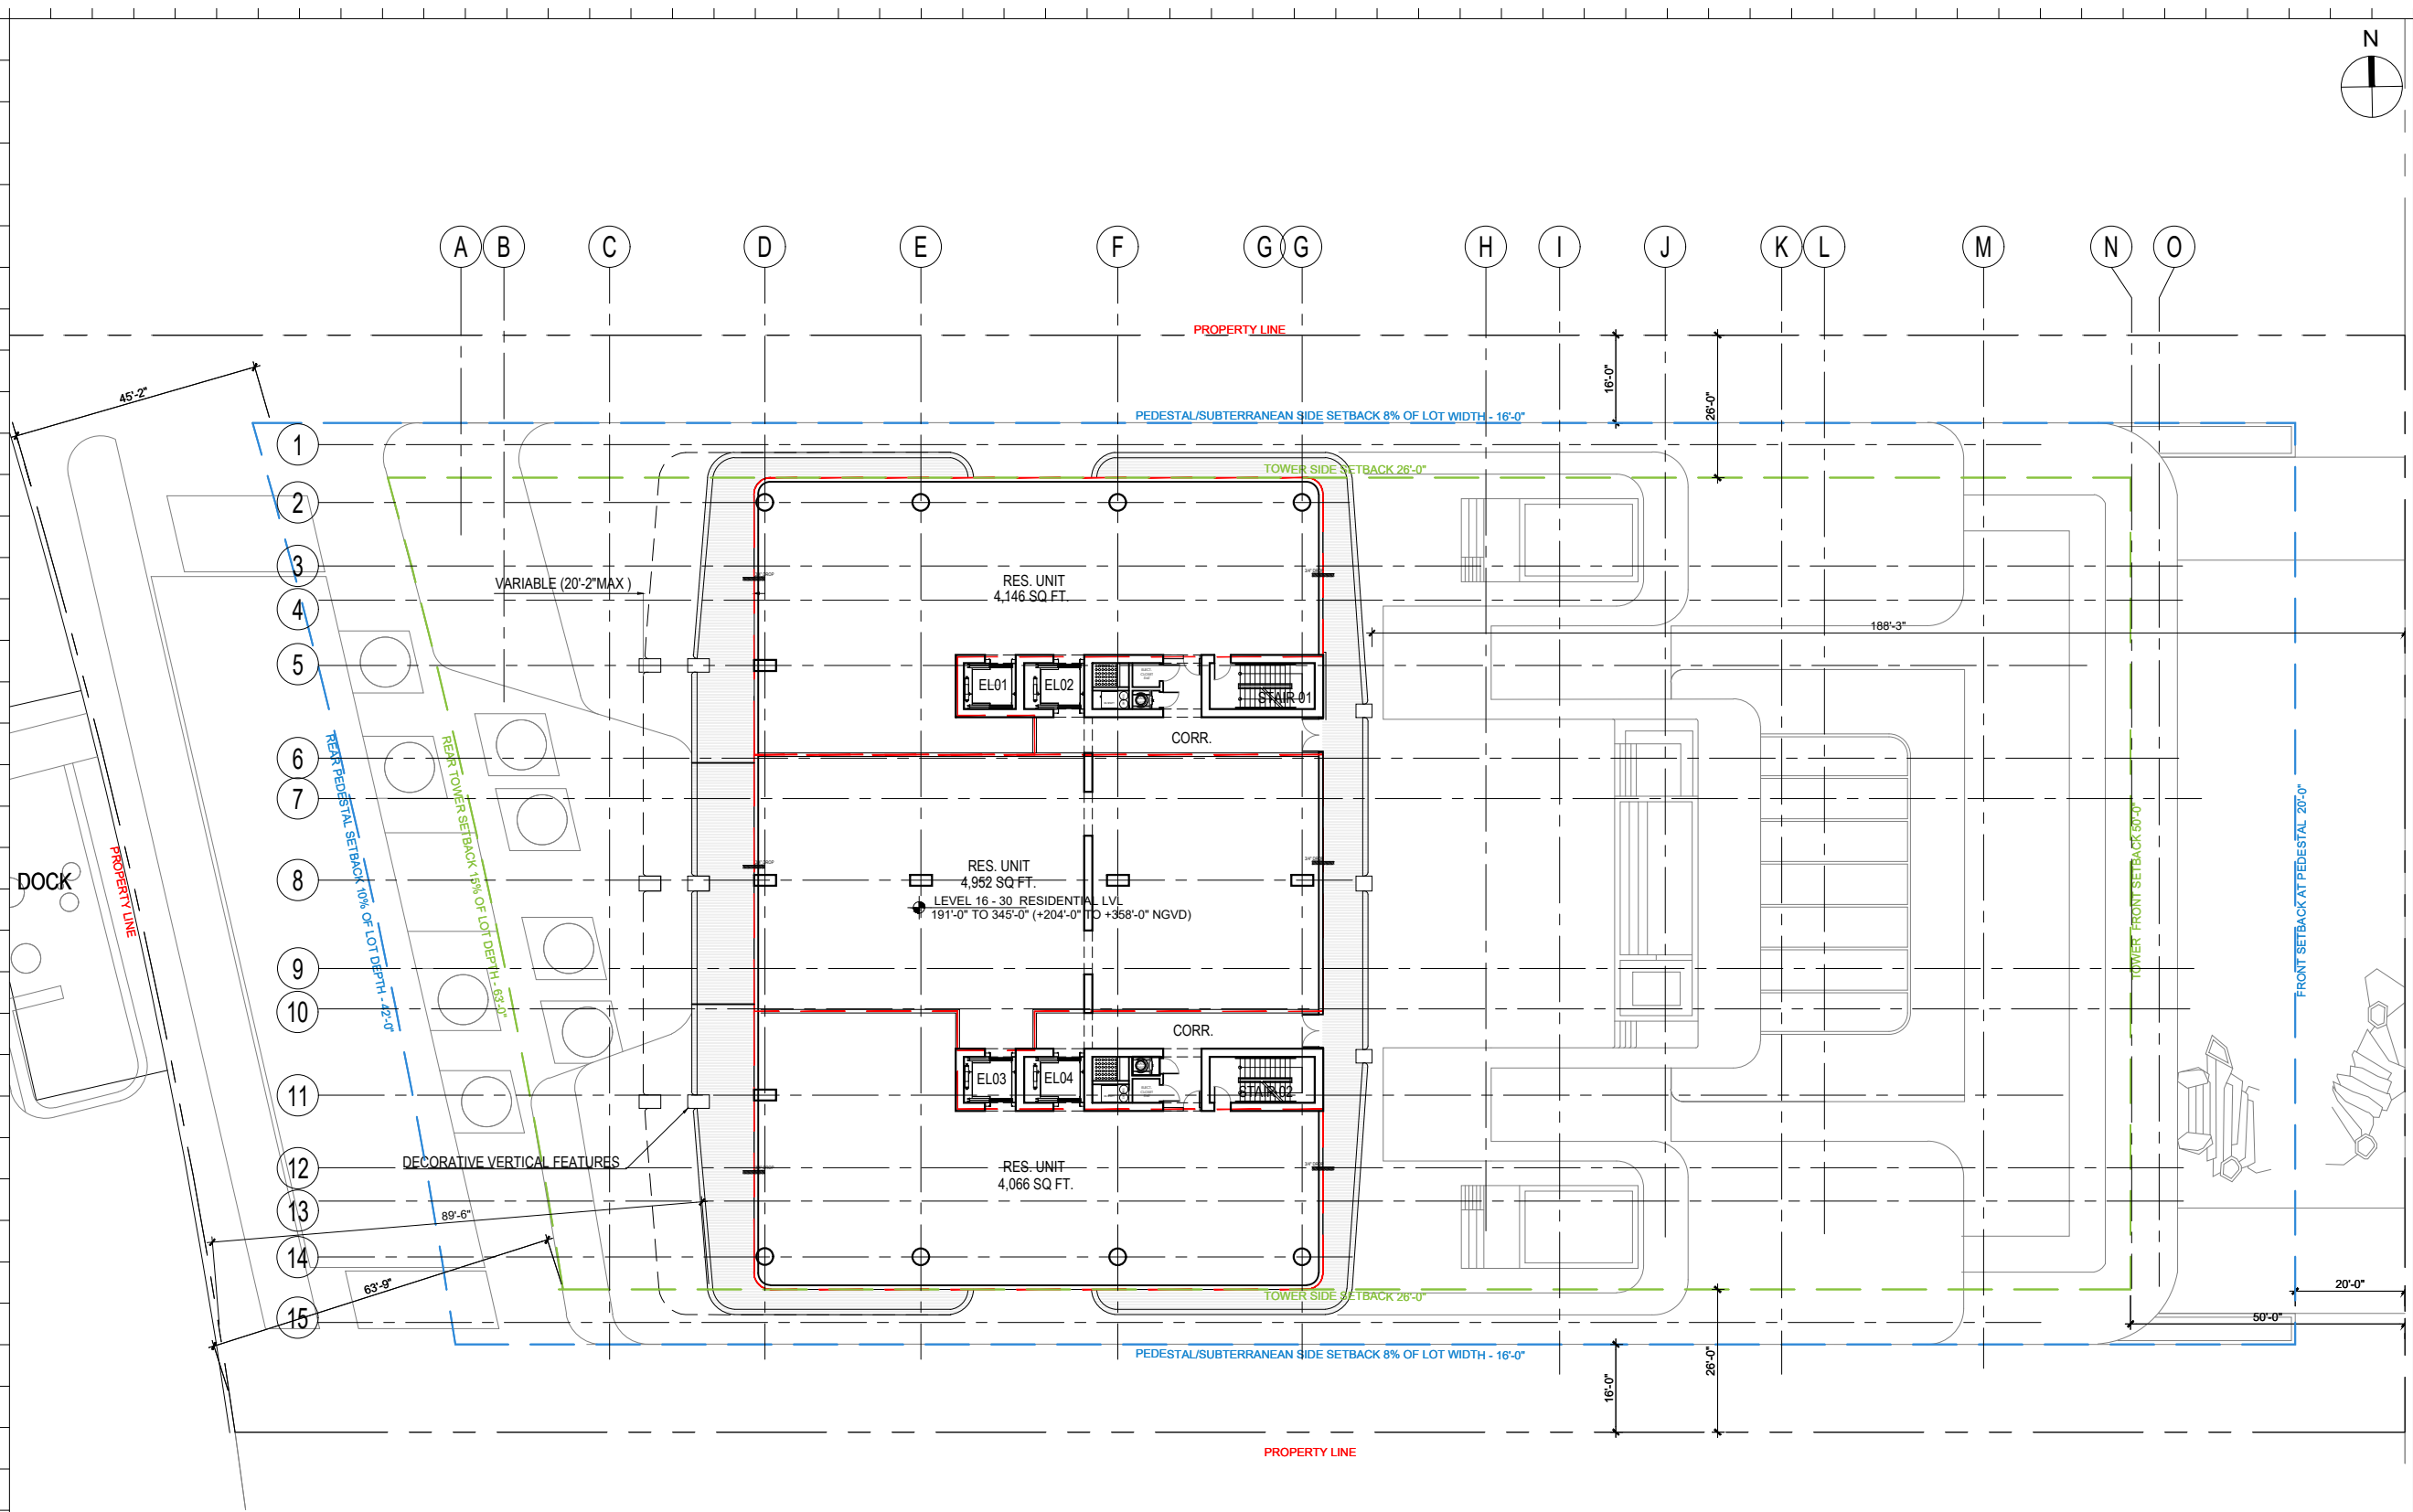 N
A
B
C
D
E
F
G
G
H
I
J
K
L
M
N
O
PROPERTY LINE
45'-2"
16'-0"
26'-0"
PEDESTAL/SUBTERRANEAN SIDE SETBACK 8% OF LOT WIDTH - 16'-0"
1
TOWER SIDE SETBACK 26'-0"
2
3
VARIABLE (20'-2"MAX )
RES. UNIT
4,146 SQ FT.
4
188'-3"
5
EL01
EL02
STAIR 01
CORR.
6
7
REAR PEDESTAL SETBACK 10% OF LOT DEPTH - 42'-0"
REAR TOWER SETBACK 15% OF LOT DEPTH - 63'-0"
PROPERTY LINE
DOCK
8
RES. UNIT
4,952 SQ FT.
LEVEL 16 - 30 RESIDENTIAL LVL
191'-0" TO 345'-0" (+204'-0" TO +358'-0" NGVD)
TOWER FRONT SETBACK 50'-0"
FRONT SETBACK AT PEDESTAL 20'-0"
9
10
CORR.
EL03
EL04
STAIR 02
11
DECORATIVE VERTICAL FEATURES
12
RES. UNIT
4,066 SQ FT.
13
89'-6"
14
63'-9"
TOWER SIDE SETBACK 26'-0"
20'-0"
50'-0"
15
PEDESTAL/SUBTERRANEAN SIDE SETBACK 8% OF LOT WIDTH - 16'-0"
16'-0"
26'-0"
PROPERTY LINE